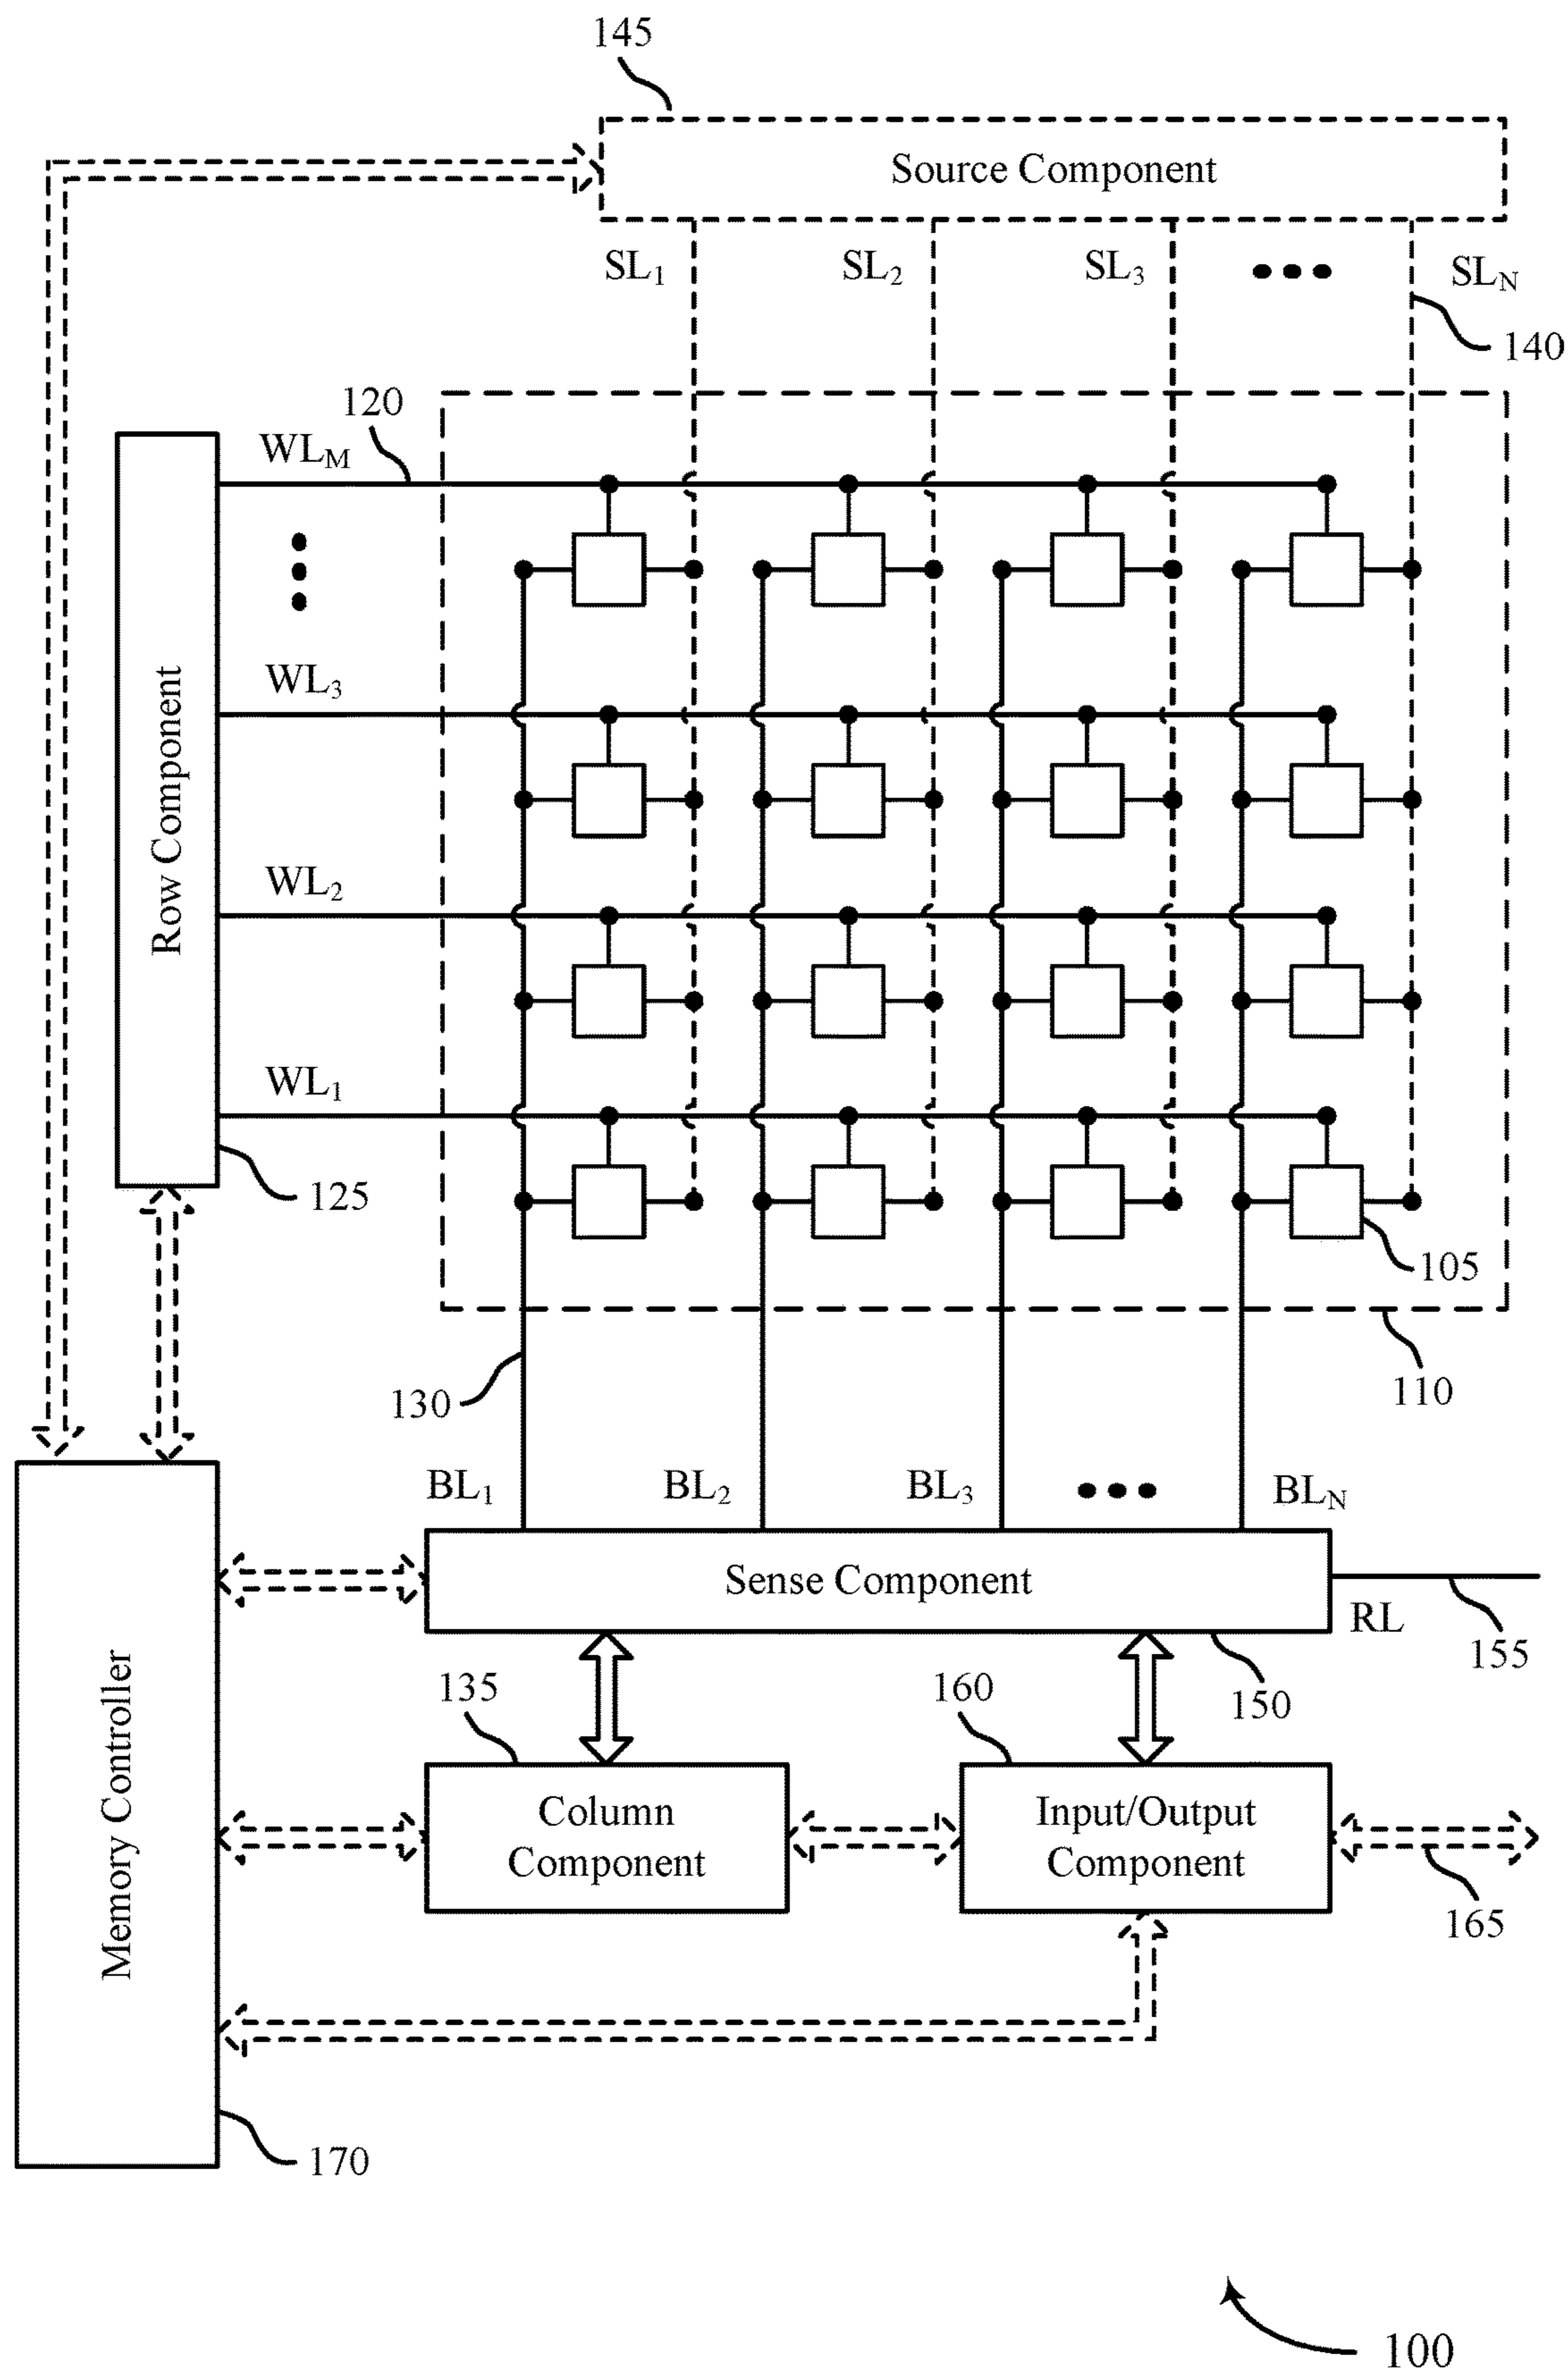 145
Source Component
SL1 SL2 SL3 ••• SLN
140
120
WLM
WL3
Row Component
WL2
WL1
125
105
110
130
BL1 BL2 BL3 ••• BLN
Sense Component
RL
155
150
135
160
Memory Controller
Column
Component
Input/Output
Component
165
170
100